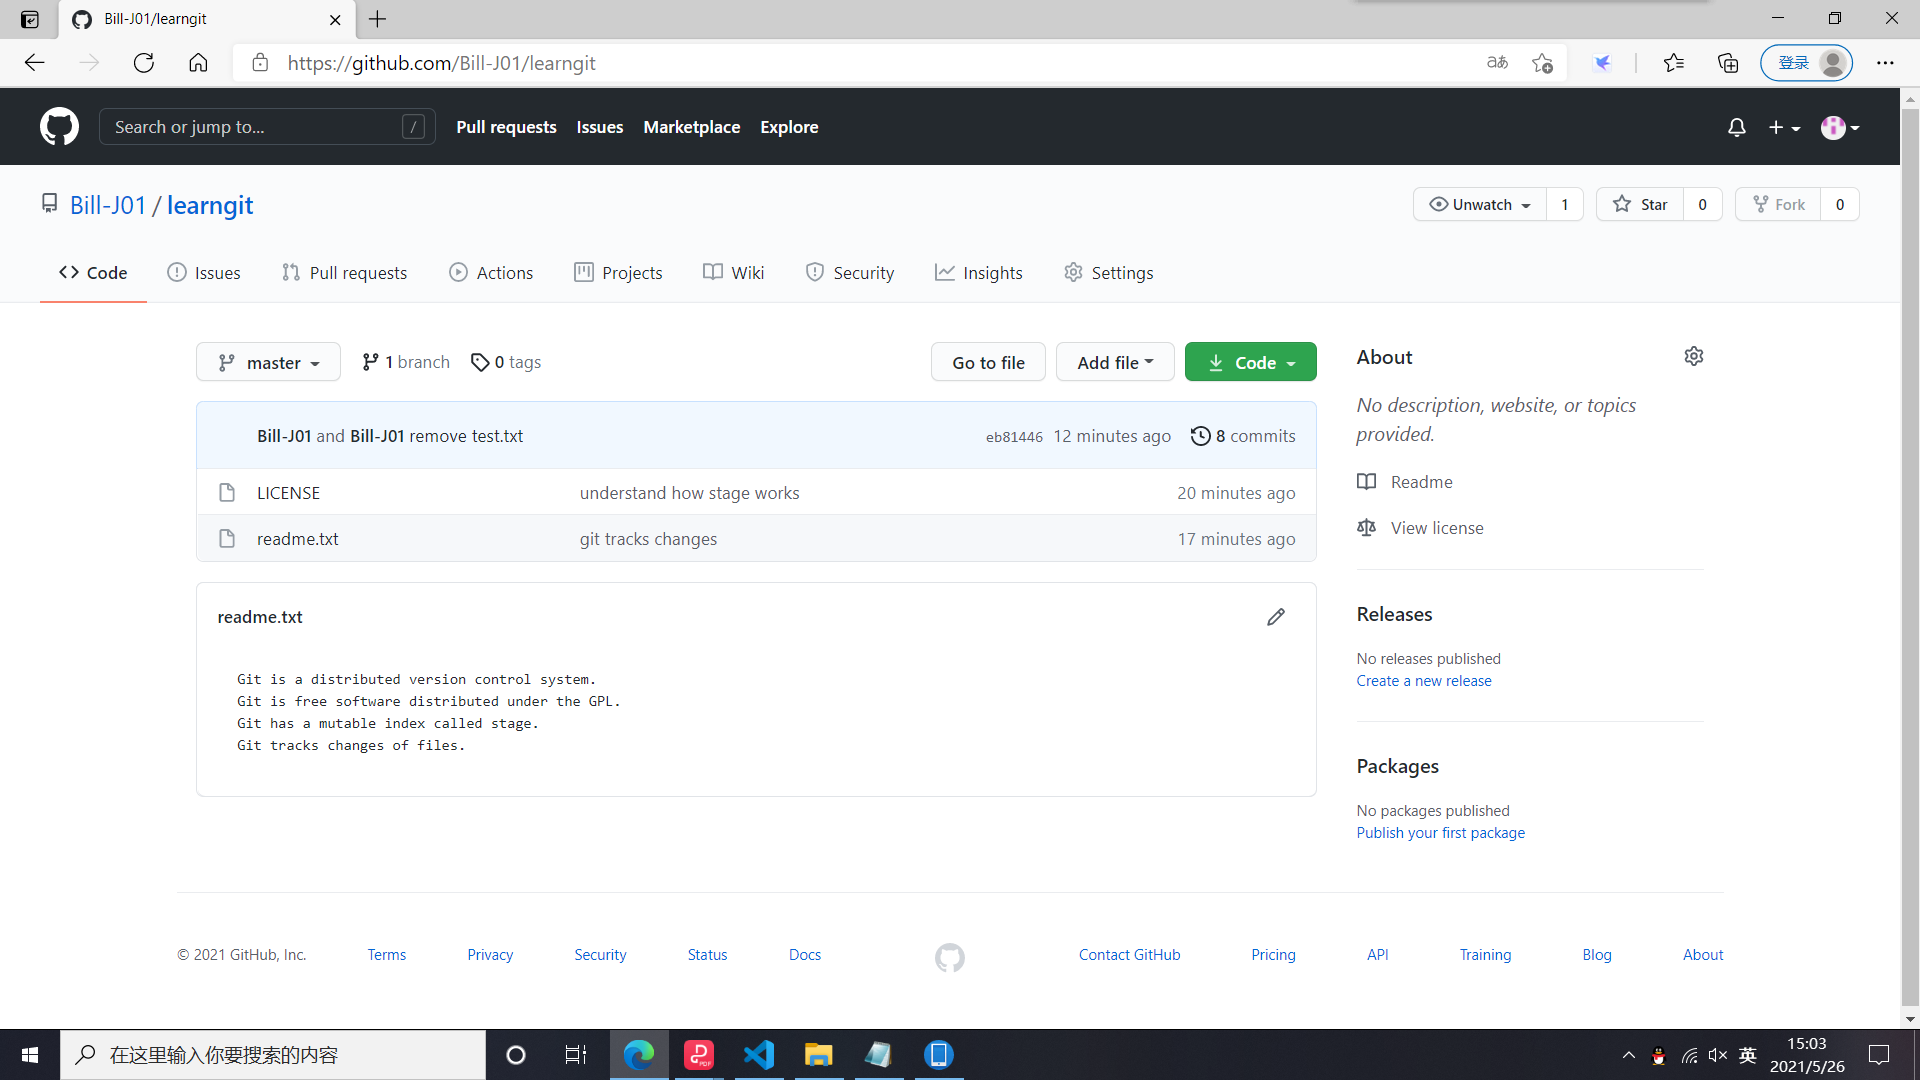 Bill-J01/learngit
https://github.com/Bill-J01/learngit
aあ
登录
Search or jump to... /
Pull requests Issues Marketplace Explore
Bill-J01 / learngit
Unwatch 1 Star 0 Fork 0
Code Issues Pull requests Actions Projects Wiki Security Insights Settings
master 1 branch 0 tags Go to file Add file Code
Bill-J01 and Bill-J01 remove test.txt eb81446 12 minutes ago 8 commits
LICENSE understand how stage works 20 minutes ago
readme.txt git tracks changes 17 minutes ago
readme.txt
Git is a distributed version control system.
Git is free software distributed under the GPL.
Git has a mutable index called stage.
Git tracks changes of files.
About
No description, website, or topics
provided.
Readme
View license
Releases
No releases published
Create a new release
Packages
No packages published
Publish your first package
© 2021 GitHub, Inc. Terms Privacy Security Status Docs Contact GitHub Pricing API Training Blog About
在这里输入你要搜索的内容
PDF
英
15:03
2021/5/26